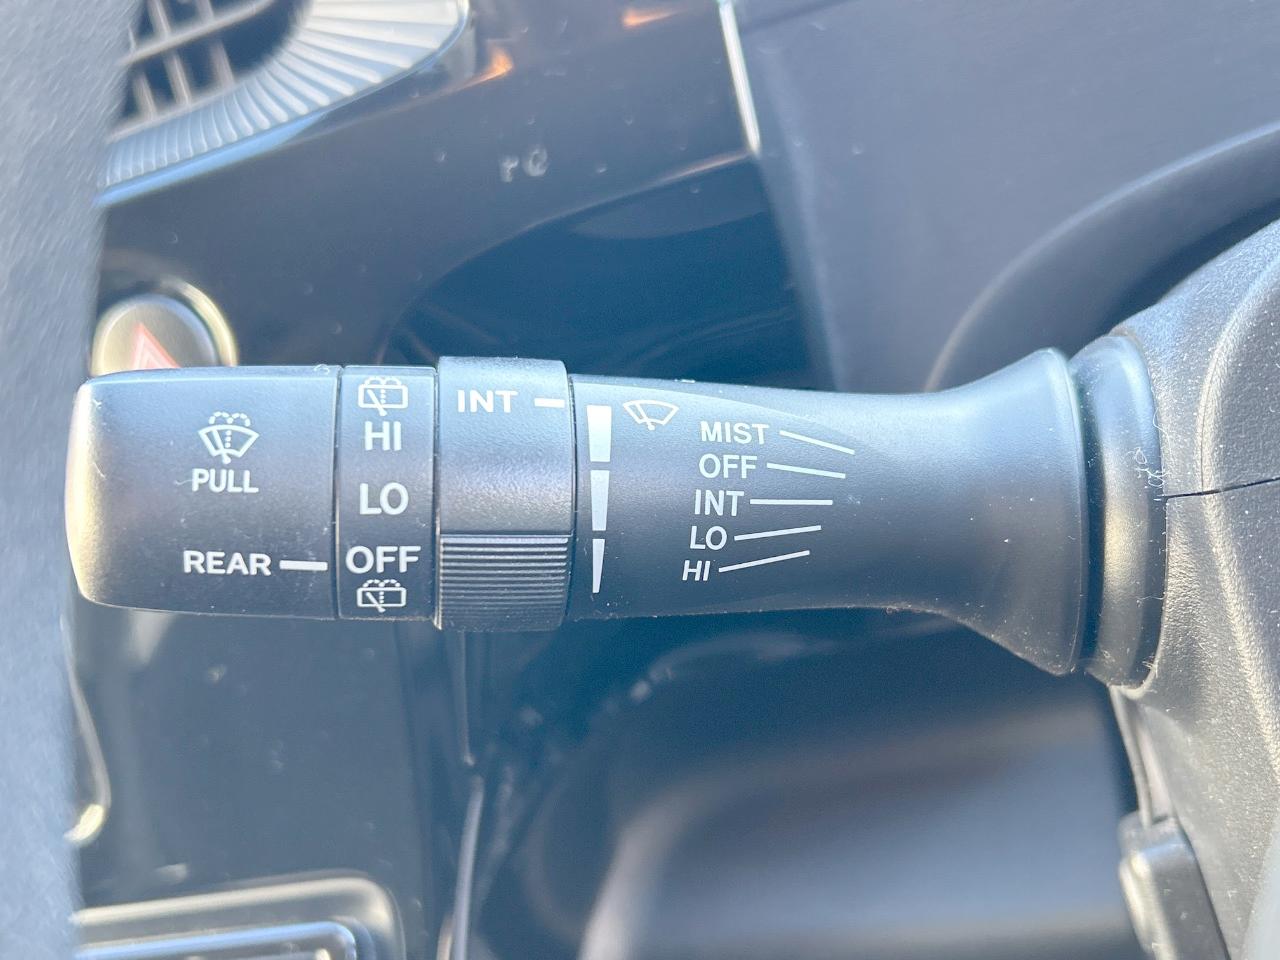 PULL
REAR
HI
LO
OFF
INT
MIST
OFF
INT
LO
HI